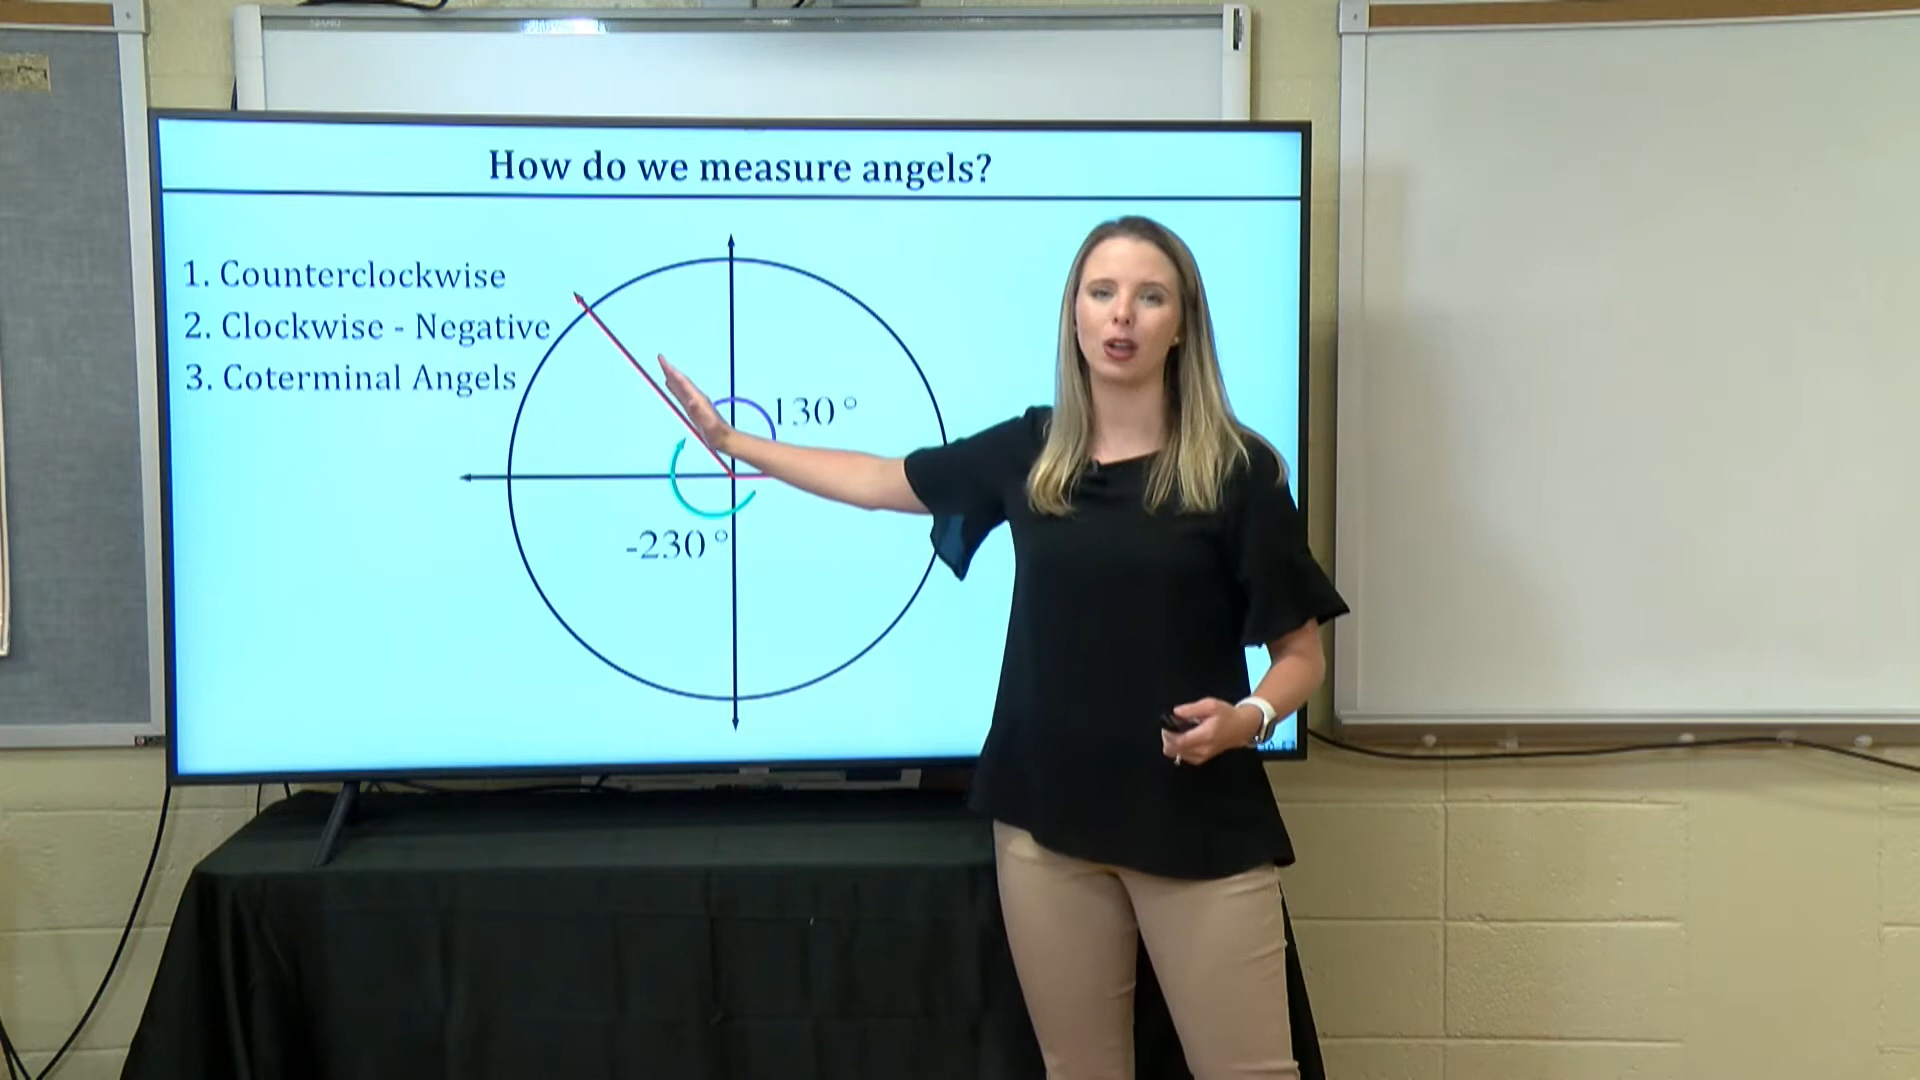 How do we measure angels?
1. Counterclockwise
2. Clockwise - Negative
3. Coterminal Angels
130°
-230°